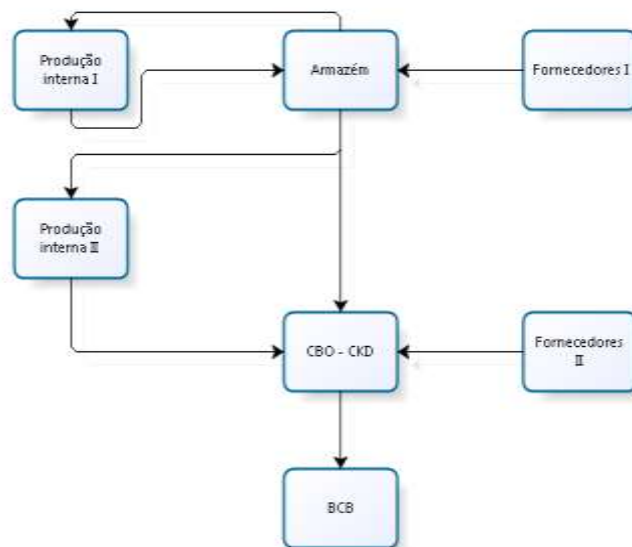 Produção
interna I
Armazém
Fornecedores I
Produção
interna II
CBO - CKD
Fornecedores
II
BCB